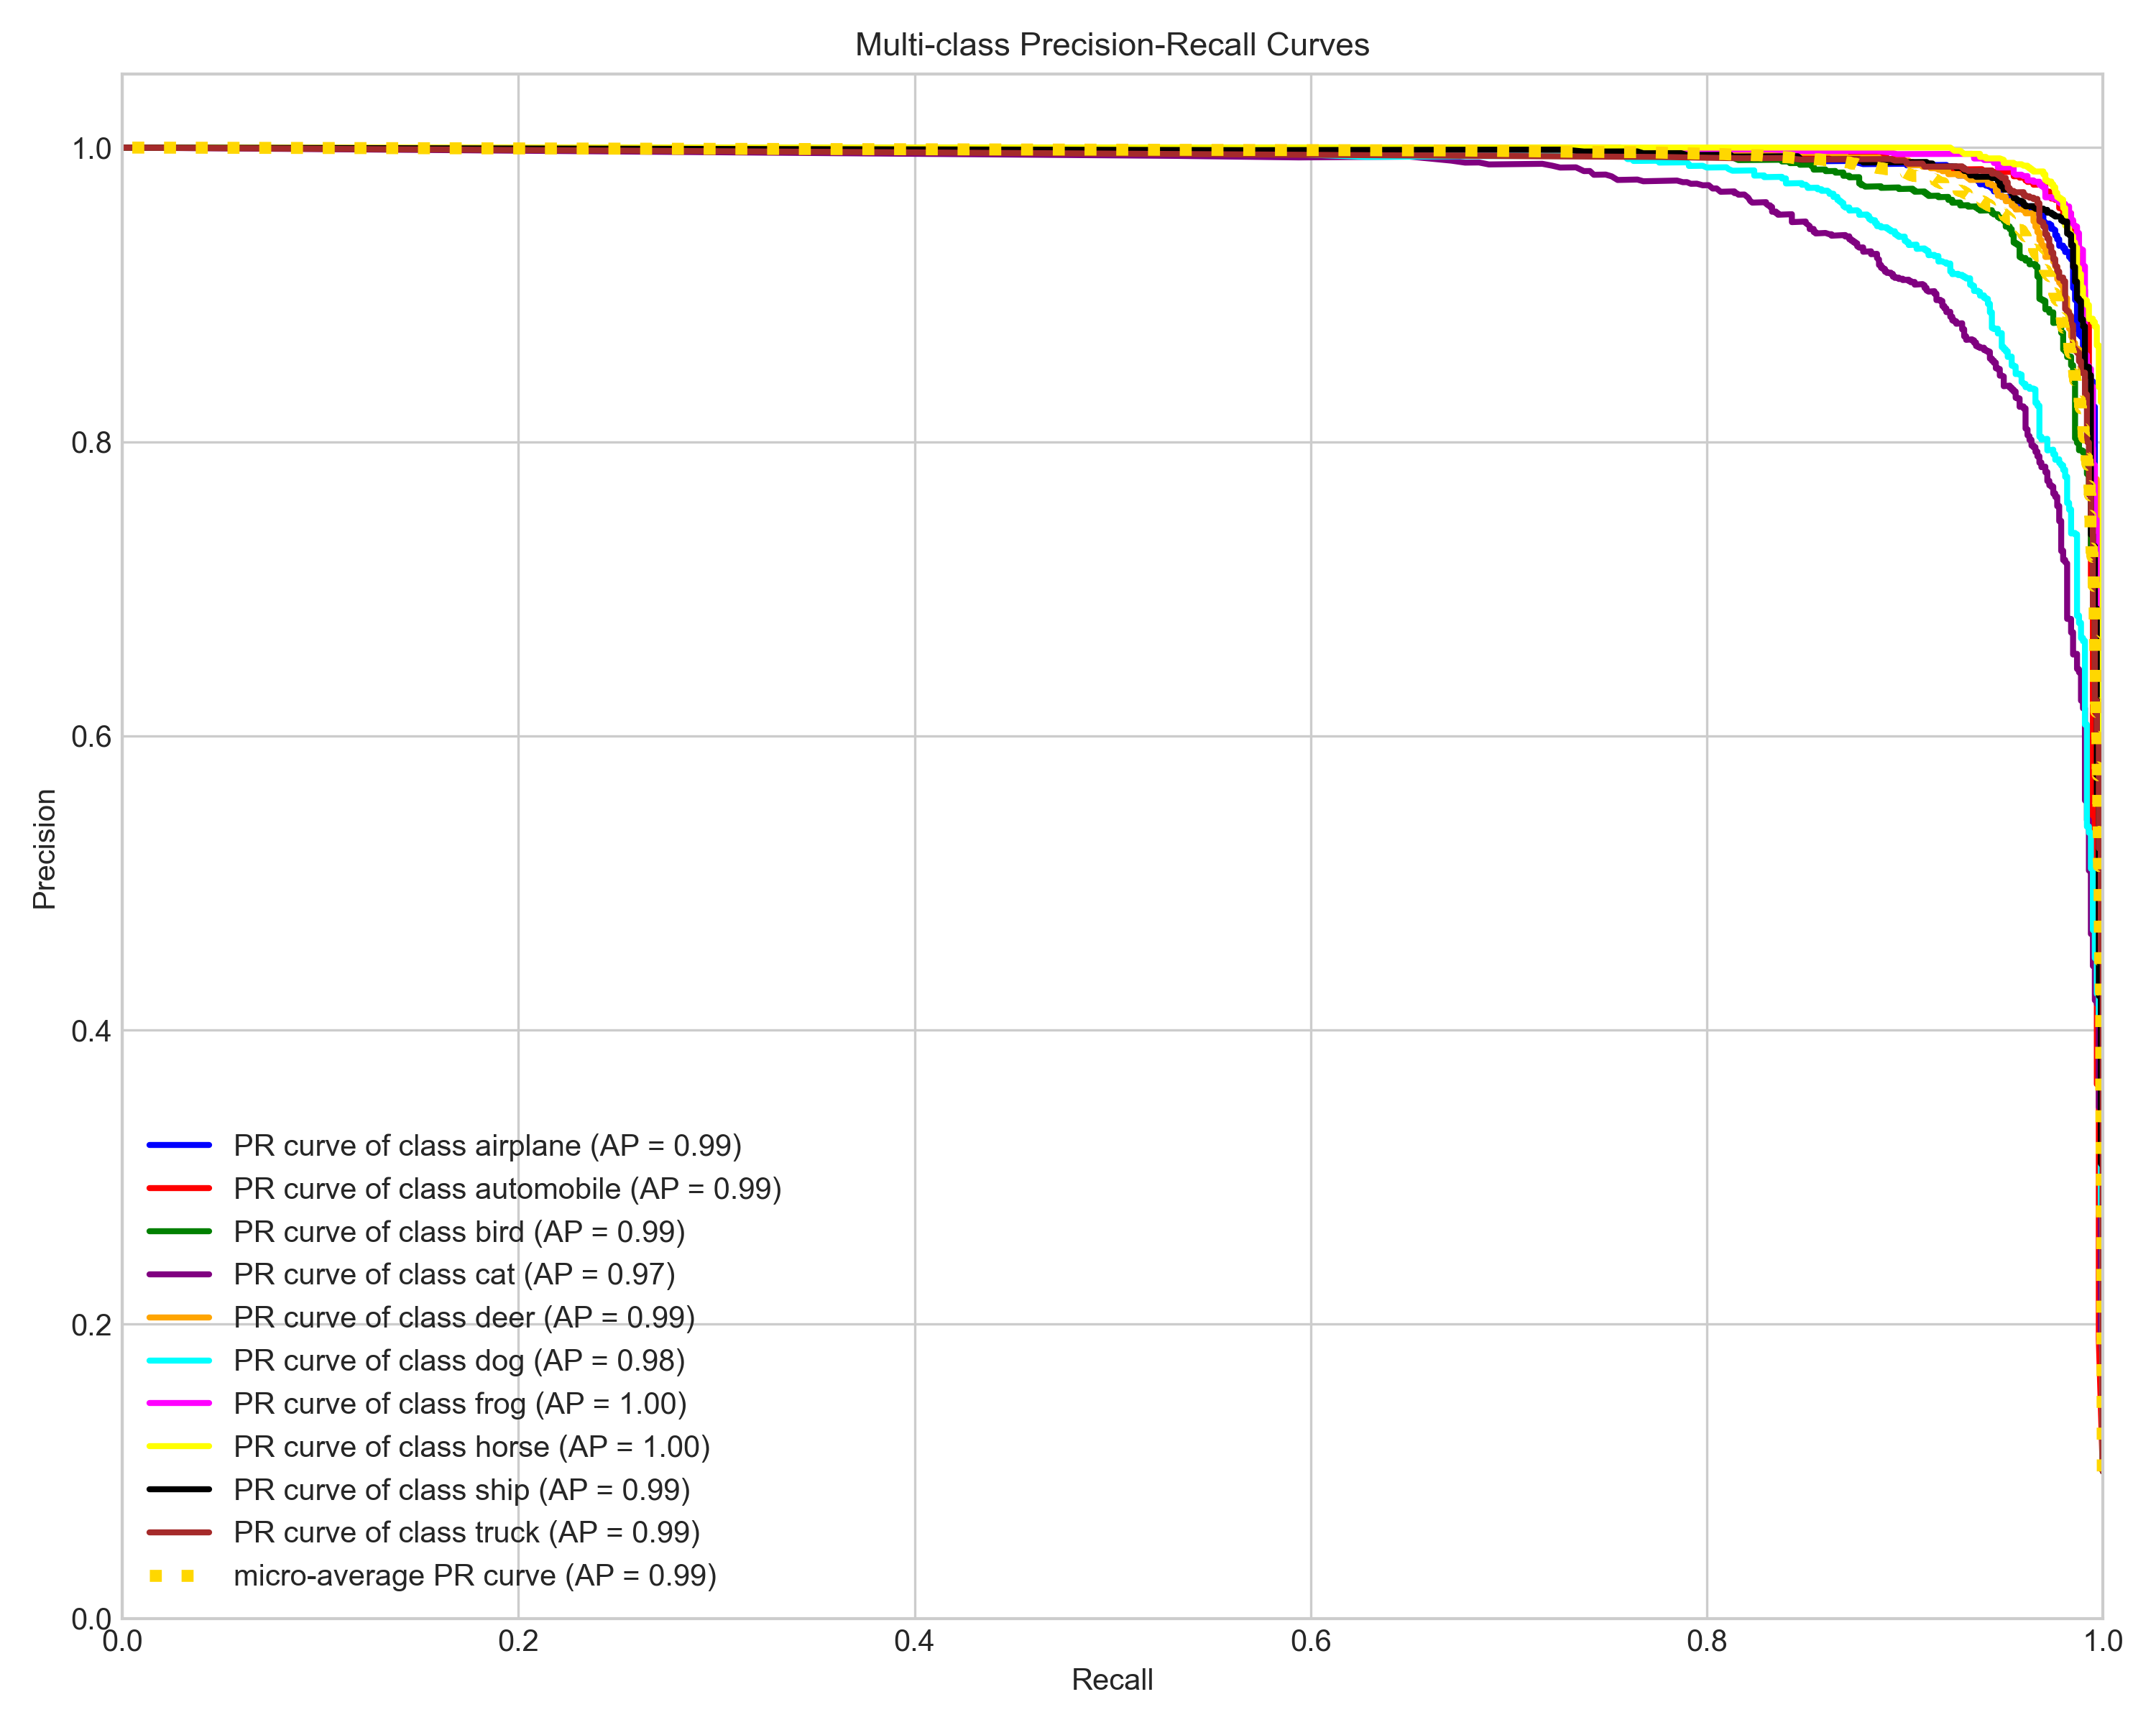 Multi-class Precision-Recall Curves
1.0
0.8
0.6
0.4
0.2
0.0
Precision
PR curve of class airplane (AP = 0.99)
PR curve of class automobile (AP = 0.99)
PR curve of class bird (AP = 0.99)
PR curve of class cat (AP = 0.97)
PR curve of class deer (AP = 0.99)
PR curve of class dog (AP = 0.98)
PR curve of class frog (AP = 1.00)
PR curve of class horse (AP = 1.00)
PR curve of class ship (AP = 0.99)
PR curve of class truck (AP = 0.99)
micro-average PR curve (AP = 0.99)
0.0 0.2 0.4 0.6 0.8 1.0
Recall